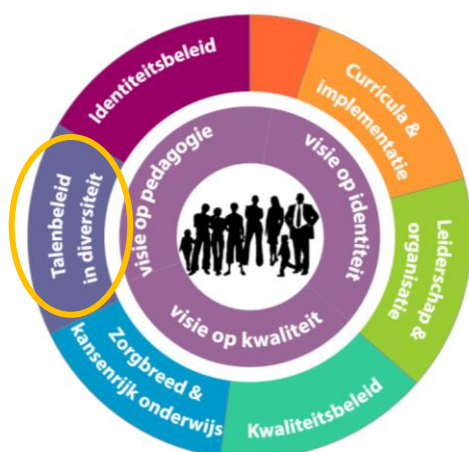 Identiteitsbeleid
Curricula &
implementatie
Leiderschap &
organisatie
Kwaliteitsbeleid
Zorgbreed &
kansenrijk onderwijs
Talenbeleid
in diversiteit
visie op pedagogie
visie op identiteit
visie op kwaliteit